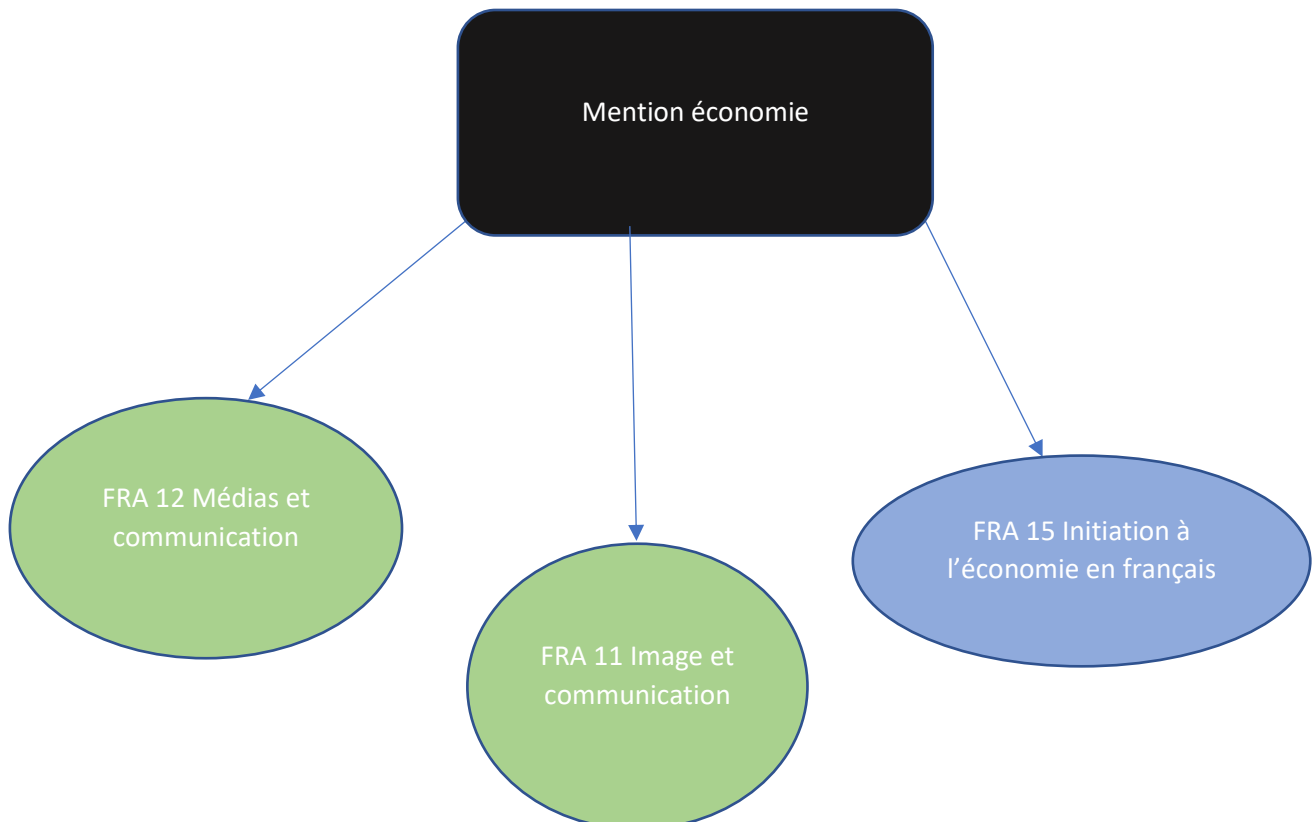 Mention économie
FRA 12 Médias et
communication
FRA 11 Image et
communication
FRA 15 Initiation à
l’économie en français